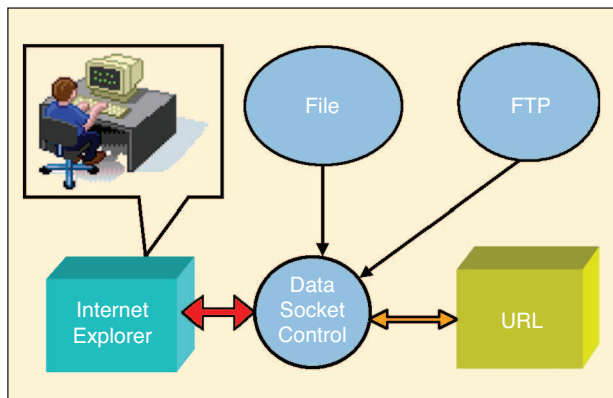 File
FTP
Internet
Explorer
Data
Socket
Control
URL